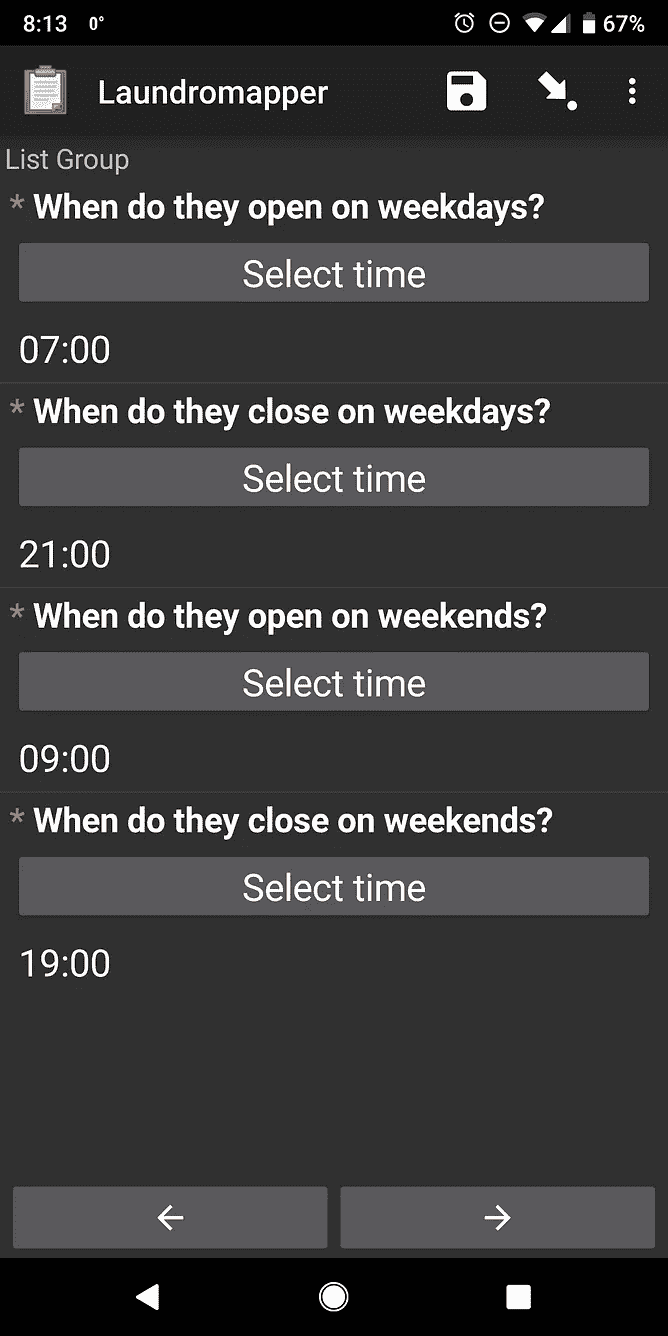 8:13 0° 67%
Laundromapper
List Group
* When do they open on weekdays?
Select time
07:00
* When do they close on weekdays?
Select time
21:00
* When do they open on weekends?
Select time
09:00
* When do they close on weekends?
Select time
19:00